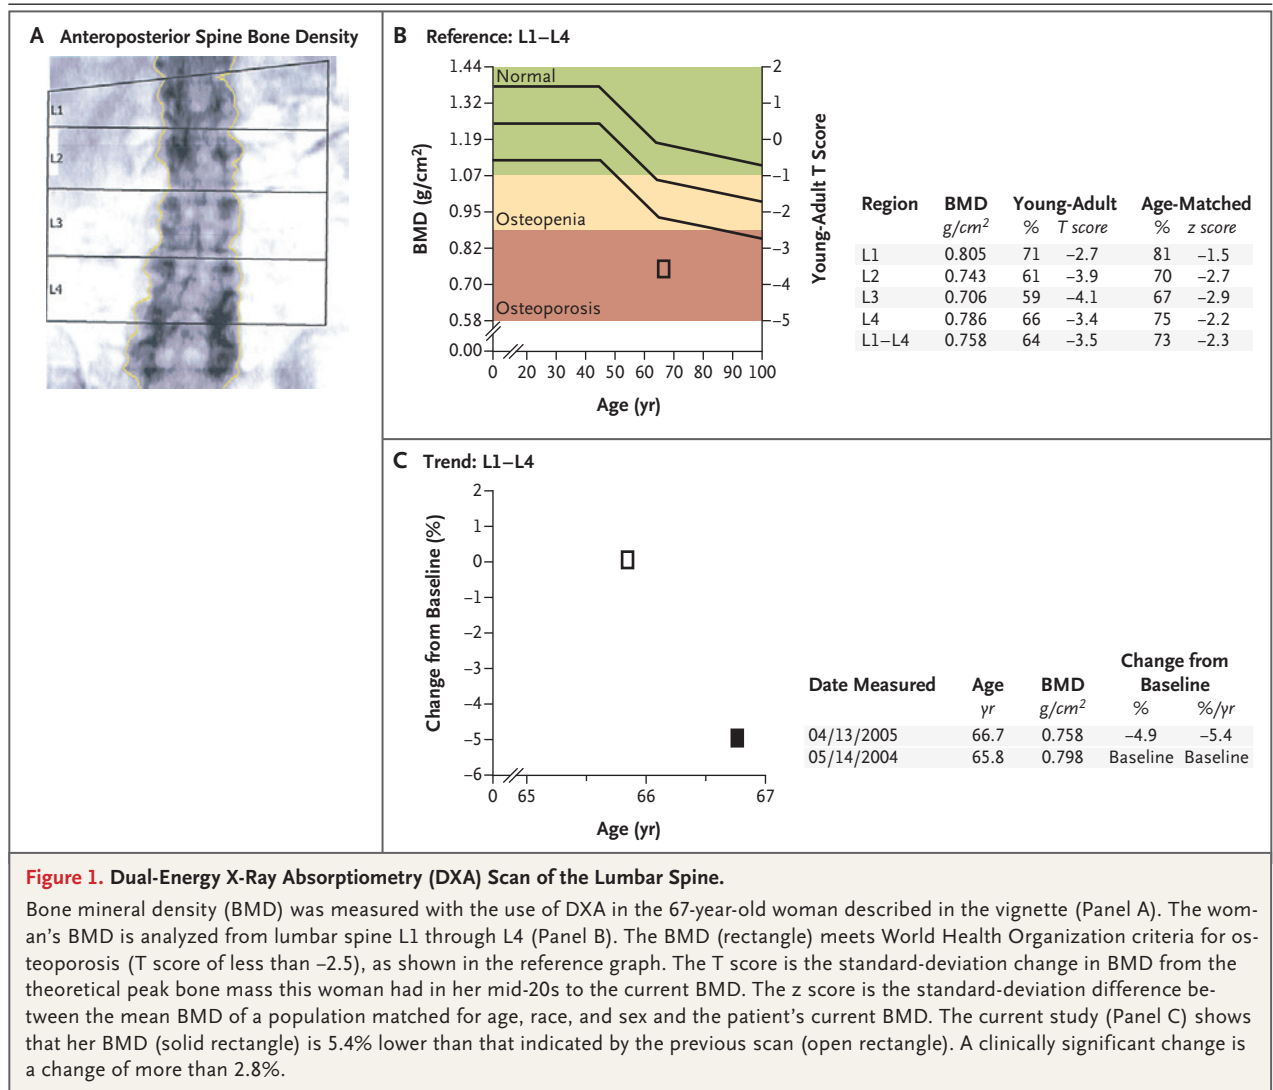 A Anteroposterior Spine Bone Density
L1
L2
L3
L4
B Reference: L1–L4
BMD (g/cm2)
1.44
1.32
1.19
1.07
0.95
0.82
0.70
0.58
0.00
Normal
Osteopenia
Osteoporosis
2
1
0
–1
–2
–3
–4
–5
Young-Adult T Score
0 20 30 40 50 60 70 80 90 100
Age (yr)
Region BMD Young-Adult Age-Matched
g/cm2 % T score % z score
L1 0.805 71 –2.7 81 –1.5
L2 0.743 61 –3.9 70 –2.7
L3 0.706 59 –4.1 67 –2.9
L4 0.786 66 –3.4 75 –2.2
L1–L4 0.758 64 –3.5 73 –2.3
C Trend: L1–L4
Change from Baseline (%)
2
1
0
–1
–2
–3
–4
–5
–6
0 65 66 67
Age (yr)
Change from
Date Measured Age BMD Baseline
yr g/cm2 % %/yr
04/13/2005 66.7 0.758 –4.9 –5.4
05/14/2004 65.8 0.798 Baseline Baseline
Figure 1. Dual-Energy X-Ray Absorptiometry (DXA) Scan of the Lumbar Spine.
Bone mineral density (BMD) was measured with the use of DXA in the 67-year-old woman described in the vignette (Panel A). The wom-
an's BMD is analyzed from lumbar spine L1 through L4 (Panel B). The BMD (rectangle) meets World Health Organization criteria for os-
teoporosis (T score of less than –2.5), as shown in the reference graph. The T score is the standard-deviation change in BMD from the
theoretical peak bone mass this woman had in her mid-20s to the current BMD. The z score is the standard-deviation difference be-
tween the mean BMD of a population matched for age, race, and sex and the patient's current BMD. The current study (Panel C) shows
that her BMD (solid rectangle) is 5.4% lower than that indicated by the previous scan (open rectangle). A clinically significant change is
a change of more than 2.8%.